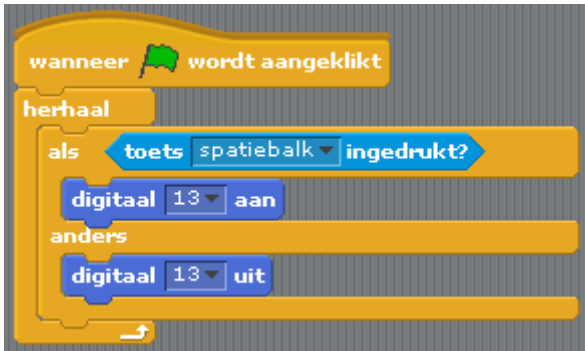 wanneer wordt aangeklikt
herhaal
als toets spatiebalk ingedrukt?
digitaal 13 aan
anders
digitaal 13 uit